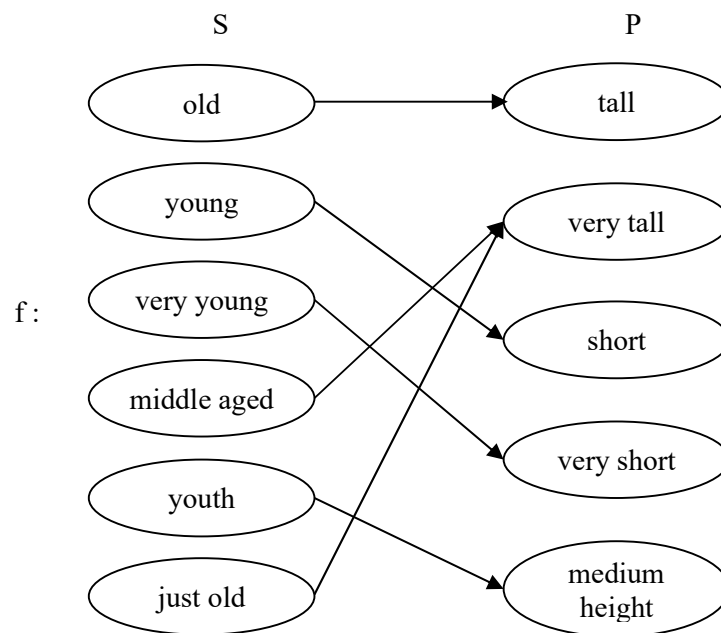 S P
old tall
young
very tall
very young
f :
short
middle aged
very short
youth
medium
height
just old